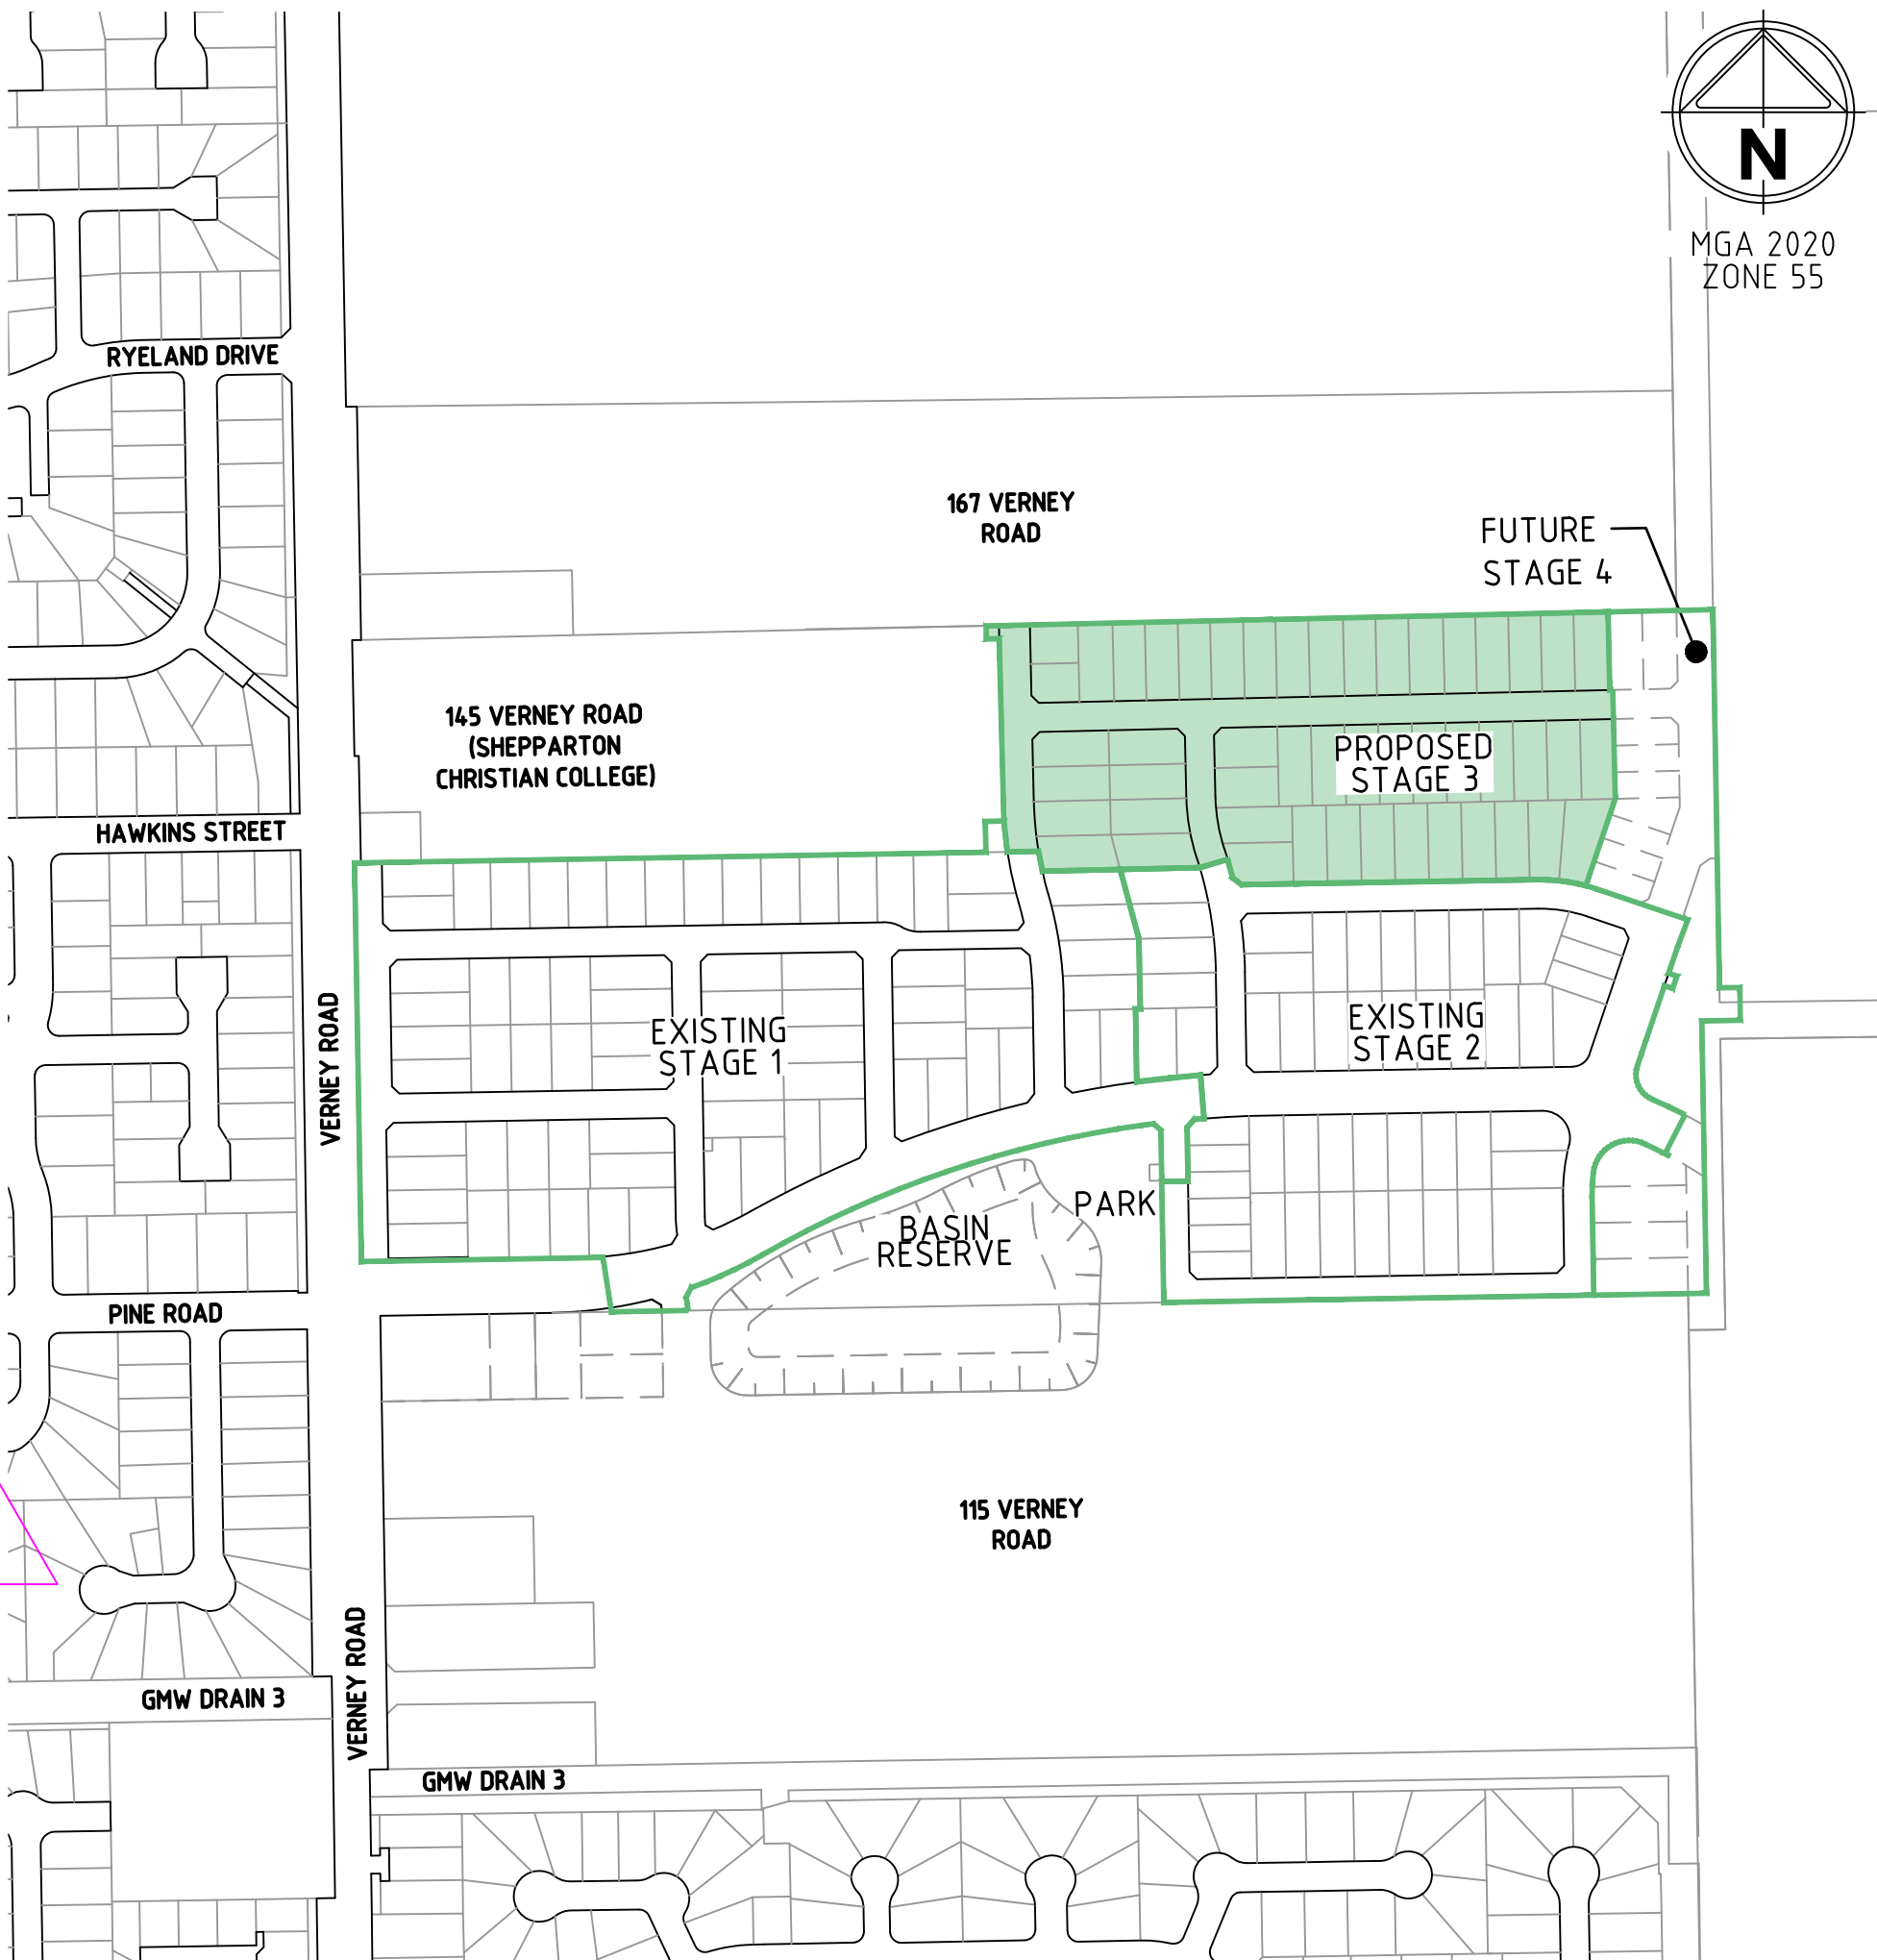 N
MGA 2020
ZONE 55
RYELAND DRIVE
167 VERNEY
ROAD
FUTURE
STAGE 4
145 VERNEY ROAD
(SHEPPARTON
CHRISTIAN COLLEGE)
PROPOSED
STAGE 3
HAWKINS STREET
VERNEY ROAD
EXISTING
STAGE 1
EXISTING
STAGE 2
PARK
BASIN
RESERVE
PINE ROAD
115 VERNEY
ROAD
VERNEY ROAD
GMW DRAIN 3
GMW DRAIN 3